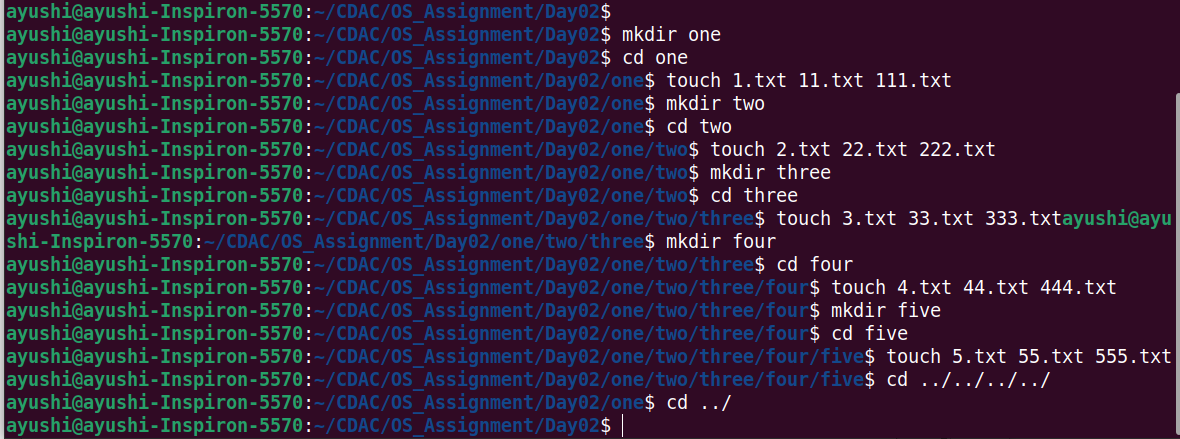 ayushi@ayushi-Inspiron-5570:~/CDAC/OS_Assignment/Day02$
ayushi@ayushi-Inspiron-5570:~/CDAC/OS_Assignment/Day02$ mkdir one
ayushi@ayushi-Inspiron-5570:~/CDAC/OS_Assignment/Day02$ cd one
ayushi@ayushi-Inspiron-5570:~/CDAC/OS_Assignment/Day02/one$ touch 1.txt 11.txt 111.txt
ayushi@ayushi-Inspiron-5570:~/CDAC/OS_Assignment/Day02/one$ mkdir two
ayushi@ayushi-Inspiron-5570:~/CDAC/OS_Assignment/Day02/one$ cd two
ayushi@ayushi-Inspiron-5570:~/CDAC/OS_Assignment/Day02/one/two$ touch 2.txt 22.txt 222.txt
ayushi@ayushi-Inspiron-5570:~/CDAC/OS_Assignment/Day02/one/two$ mkdir three
ayushi@ayushi-Inspiron-5570:~/CDAC/OS_Assignment/Day02/one/two$ cd three
ayushi@ayushi-Inspiron-5570:~/CDAC/OS_Assignment/Day02/one/two/three$ touch 3.txt 33.txt 333.txtayushi@ayu
shi-Inspiron-5570:~/CDAC/OS_Assignment/Day02/one/two/three$ mkdir four
ayushi@ayushi-Inspiron-5570:~/CDAC/OS_Assignment/Day02/one/two/three$ cd four
ayushi@ayushi-Inspiron-5570:~/CDAC/OS_Assignment/Day02/one/two/three/four$ touch 4.txt 44.txt 444.txt
ayushi@ayushi-Inspiron-5570:~/CDAC/OS_Assignment/Day02/one/two/three/four$ mkdir five
ayushi@ayushi-Inspiron-5570:~/CDAC/OS_Assignment/Day02/one/two/three/four$ cd five
ayushi@ayushi-Inspiron-5570:~/CDAC/OS_Assignment/Day02/one/two/three/four/five$ touch 5.txt 55.txt 555.txt
ayushi@ayushi-Inspiron-5570:~/CDAC/OS_Assignment/Day02/one/two/three/four/five$ cd ../../../../
ayushi@ayushi-Inspiron-5570:~/CDAC/OS_Assignment/Day02/one$ cd ../
ayushi@ayushi-Inspiron-5570:~/CDAC/OS_Assignment/Day02$